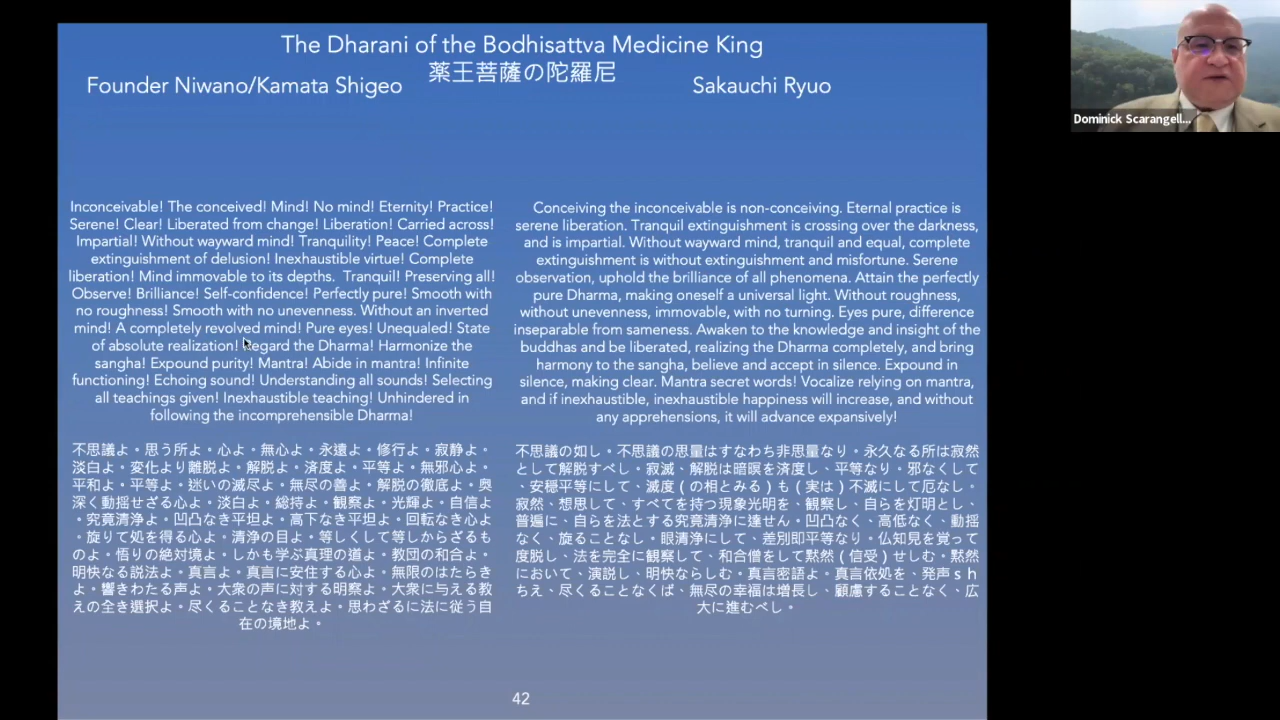 The Dharani of the Bodhisattva Medicine King
薬王菩薩の陀羅尼
Founder Niwano/Kamata Shigeo
Sakauchi Ryuo
Inconceivable! The conceived! Mind! No mind! Eternity! Practice!
Serene! Clear! Liberated from change! Liberation! Carried across!
Impartial! Without wayward mind! Tranquility! Peace! Complete
extinguishment of delusion! Inexhaustible virtue! Complete
liberation! Mind immovable to its depths.  Tranquil! Preserving all!
Observe! Brilliance! Self-confidence! Perfectly pure! Smooth with
no roughness! Smooth with no unevenness. Without an inverted
mind! A completely revolved mind! Pure eyes! Unequaled! State
of absolute realization! Regard the Dharma! Harmonize the
sangha! Expound purity! Mantra! Abide in mantra! Infinite
functioning! Echoing sound! Understanding all sounds! Selecting
all teachings given! Inexhaustible teaching! Unhindered in
following the incomprehensible Dharma!
不思議よ。思う所よ。心よ。無心よ。永遠よ。修行よ。寂静よ。
淡白よ。変化より離脱よ。解脱よ。済度よ。平等よ。無邪心よ。
平和よ。平等よ。迷いの滅尽よ。無尽の善よ。解脱の徹底よ。奥
深く動揺せざる心よ。淡白よ。総持よ。観察よ。光輝よ。自信よ
。究竟清浄よ。凹凸なき平坦よ。高下なき平坦よ。回転なき心よ
。旋りて処を得る心よ。清浄の目よ。等しくして等しからざるも
のよ。悟りの絶対境よ。しかも学ぶ真理の道よ。教団の和合よ。
明快なる説法よ。真言よ。真言に安住する心よ。無限のはたらき
よ。響きわたる声よ。大衆の声に対する明察よ。大衆に与える教
えの全き選択よ。尽くることなき教えよ。思わざるに法に従う自
在の境地よ。
Conceiving the inconceivable is non-conceiving. Eternal practice is
serene liberation. Tranquil extinguishment is crossing over the darkness,
and is impartial. Without wayward mind, tranquil and equal, complete
extinguishment is without extinguishment and misfortune. Serene
observation, uphold the brilliance of all phenomena. Attain the perfectly
pure Dharma, making oneself a universal light. Without roughness,
without unevenness, immovable, with no turning. Eyes pure, difference
inseparable from sameness. Awaken to the knowledge and insight of the
buddhas and be liberated, realizing the Dharma completely, and bring
harmony to the sangha, believe and accept in silence. Expound in
silence, making clear. Mantra secret words! Vocalize relying on mantra,
and if inexhaustible, inexhaustible happiness will increase, and without
any apprehensions, it will advance expansively!
不思議の如し。不思議の思量はすなわち非思量なり。永久なる所は寂然
として解脱すべし。寂滅、解脱は暗瞑を済度し、平等なり。邪なくして
、安穏平等にして、滅度（の相とみる）も（実は）不滅にして厄なし。
寂然、想思して、すべてを持つ現象光明を、観察し、自らを灯明とし、
普遍に、自らを法とする究竟清浄に達せん。凹凸なく、高低なく、動揺
なく、旋ることなし。眼清浄にして、差別即平等なり。仏知見を覚って
度脱し、法を完全に観察して、和合僧をして黙然（信受）せしむ。黙然
において、演説し、明快ならしむ。真言密語よ。真言依処を、発声ｓｈ
ちえ、尽くることなくば、無尽の幸福は増長し、顧慮することなく、広
大に進むべし。
42
Dominick Scarangell...